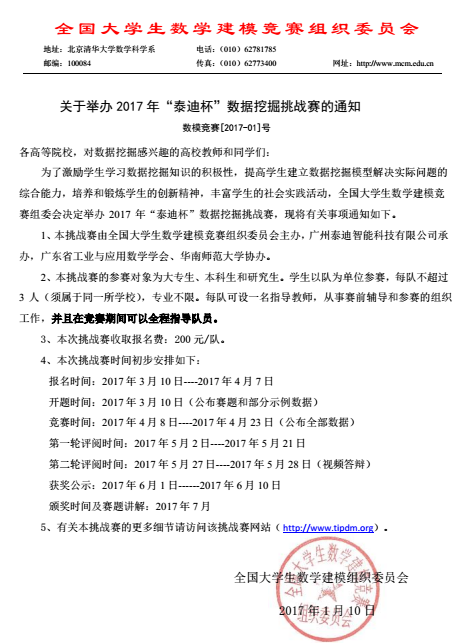 全国大学生数学建模竞赛组织委员会
地址：北京清华大学数学科学系 电话：（010）62781785
邮编：100084 传真：（010）62773400 网址：http://www.mcm.edu.cn
关于举办 2017 年“泰迪杯”数据挖掘挑战赛的通知
数模竞赛[2017-01]号
各高等院校，对数据挖掘感兴趣的高校教师和同学们：
为了激励学生学习数据挖掘知识的积极性，提高学生建立数据挖掘模型解决实际问题的
综合能力，培养和锻炼学生的创新精神，丰富学生的社会实践活动，全国大学生数学建模竞
赛组委会决定举办 2017 年“泰迪杯”数据挖掘挑战赛，现将有关事项通知如下。
1、本挑战赛由全国大学生数学建模竞赛组织委员会主办，广州泰迪智能科技有限公司承
办，广东省工业与应用数学学会、华南师范大学协办。
2、本挑战赛的参赛对象为大专生、本科生和研究生。学生以队为单位参赛，每队不超过
3 人（须属于同一所学校），专业不限。每队可设一名指导教师，从事赛前辅导和参赛的组织
工作，并且在竞赛期间可以全程指导队员。
3、本次挑战赛收取报名费：200 元/队。
4、本次挑战赛时间初步安排如下：
报名时间：2017 年 3 月 10 日----2017 年 4 月 7 日
开题时间：2017 年 3 月 10 日（公布赛题和部分示例数据）
竞赛时间：2017 年 4 月 8 日----2017 年 4 月 23 日（公布全部数据）
第一轮评阅时间：2017 年 5 月 2 日----2017 年 5 月 21 日
第二轮评阅时间：2017 年 5 月 27 日----2017 年 5 月 28 日（视频答辩）
获奖公示：2017 年 6 月 1 日------2017 年 6 月 10 日
颁奖时间及赛题讲解：2017 年 7 月
5、有关本挑战赛的更多细节请访问该挑战赛网站（ http://www.tipdm.org）。
全国大学生数学建模组织委员会
2017 年 1 月 10 日
全国大学生数学建模竞赛
组织委员会